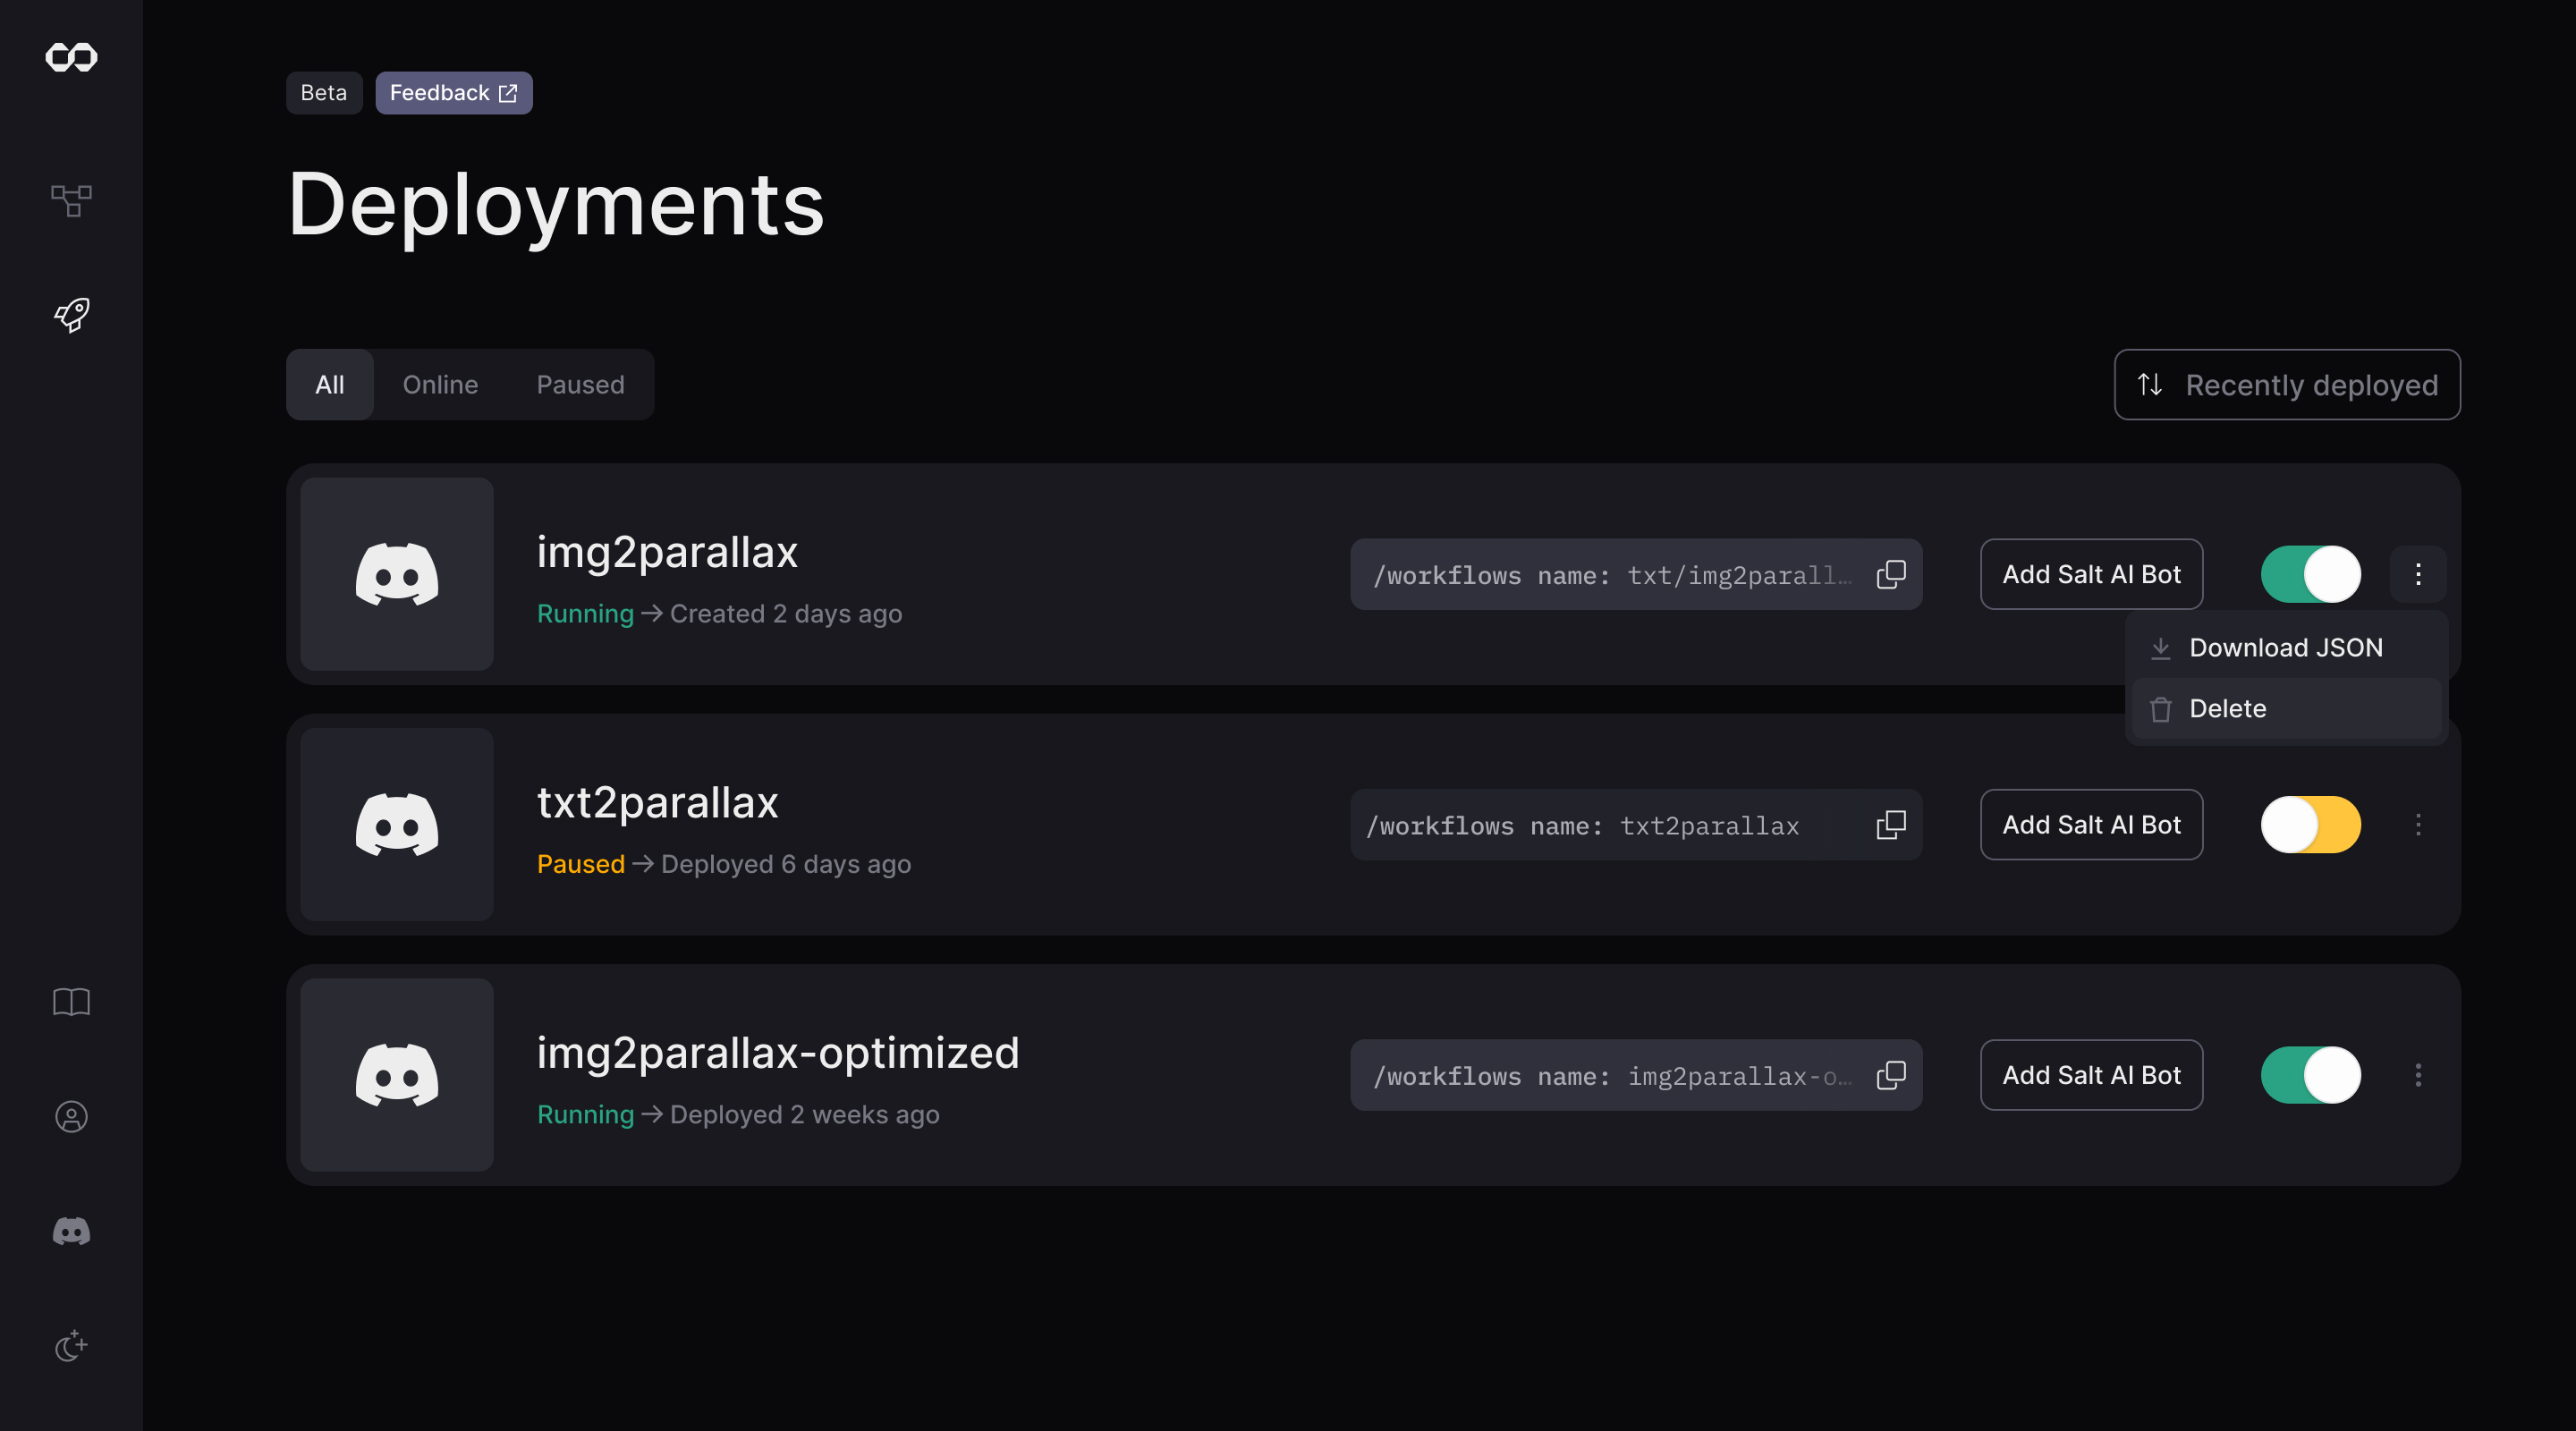 Beta
Feedback
Deployments
All
Online
Paused
Recently deployed
img2parallax
Running → Created 2 days ago
/workflows name: txt/img2parall…
Add Salt AI Bot
Download JSON
Delete
txt2parallax
Paused → Deployed 6 days ago
/workflows name: txt2parallax
Add Salt AI Bot
img2parallax-optimized
Running → Deployed 2 weeks ago
/workflows name: img2parallax-o…
Add Salt AI Bot